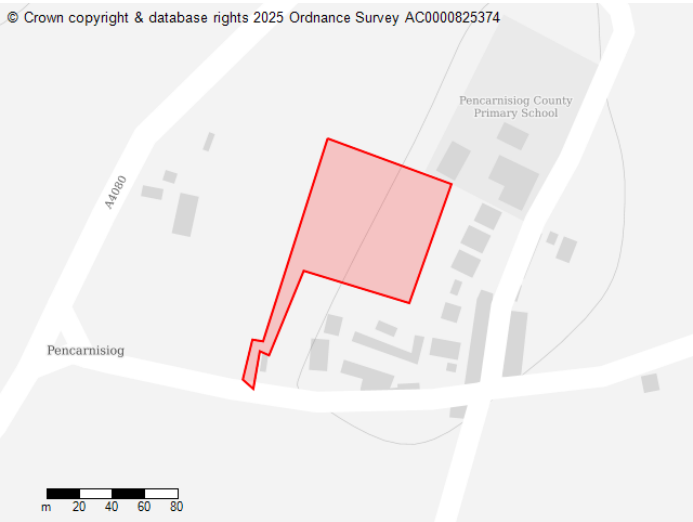 © Crown copyright & database rights 2025 Ordnance Survey AC0000825374
Pencarnisiog County
Primary School
A4080
Pencarnisiog
m 20 40 60 80